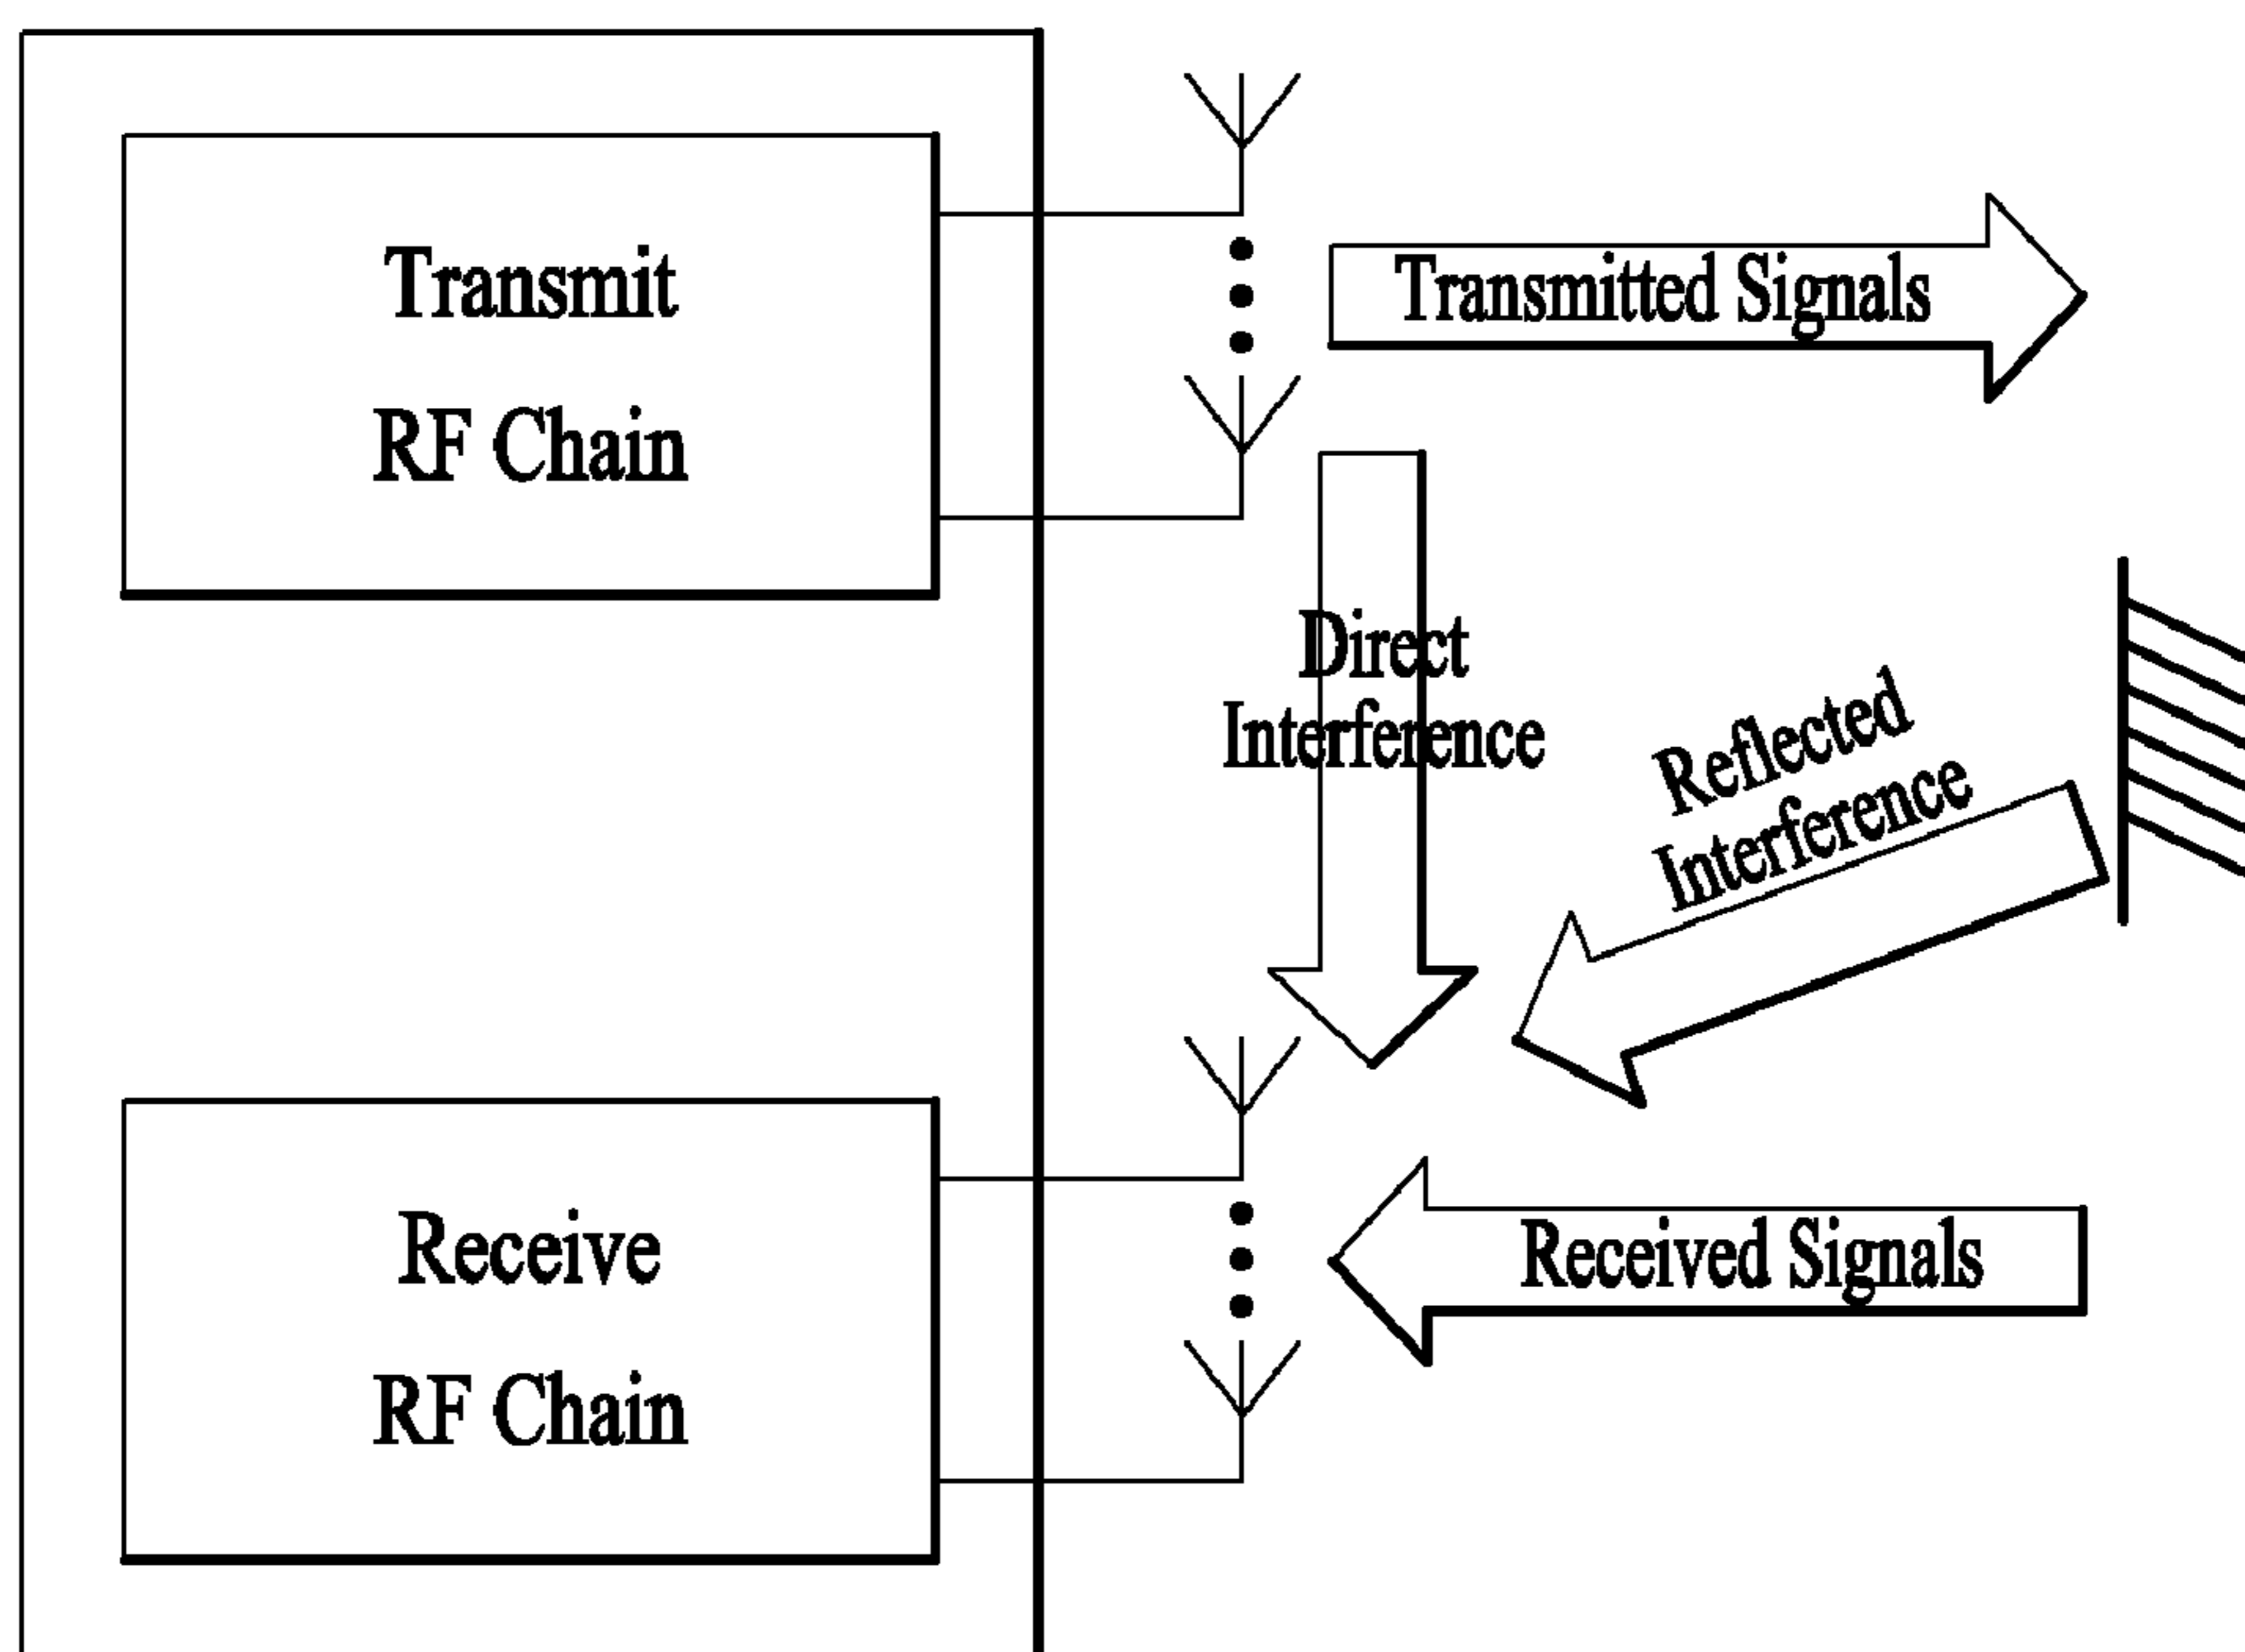 Transmit
RF Chain
Transmitted Signals
Direct
Interference
Reflected
Interference
Receive
RF Chain
Received Signals